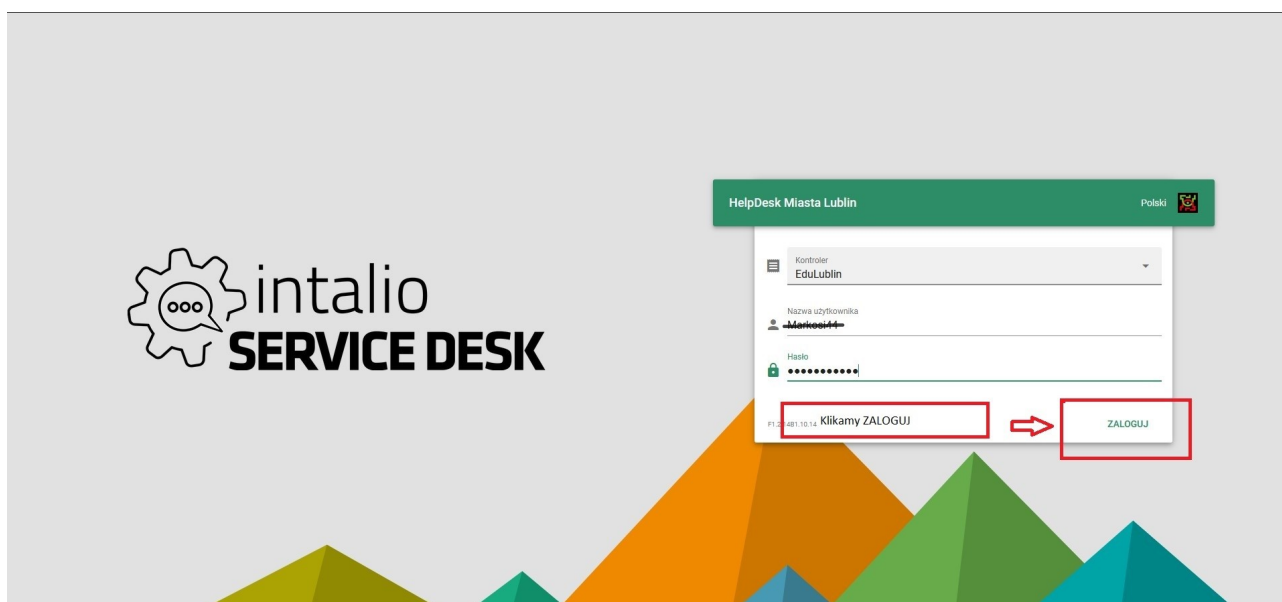 HelpDesk Miasta Lublin
Polski
intalio
SERVICE DESK
Kontroler
EduLublin
Nazwa użytkownika
Hasło
Klikamy ZALOGUJ
ZALOGUJ